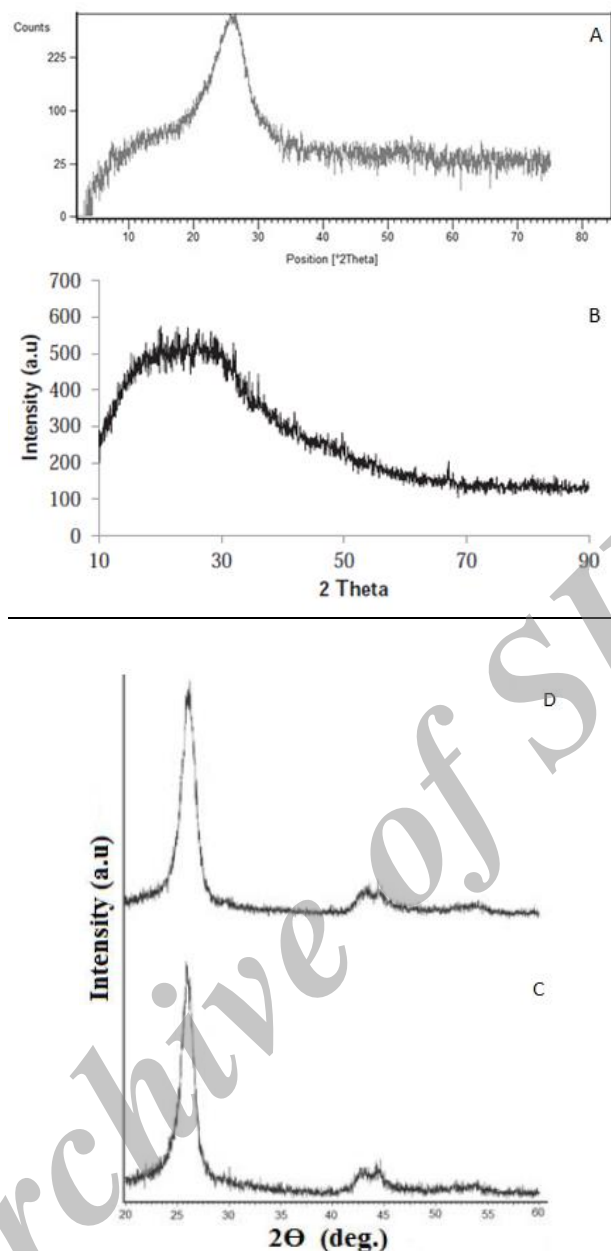 Counts
A
225
100
25
0
10 20 30 40 50 60 70 80
Position [°2Theta]
B
Intensity (a.u)
700
600
500
400
300
200
100
0
10 30 50 70 90
2 Theta
D
Intensity (a.u)
C
20 25 30 35 40 45 50 55 60
2Θ (deg.)
rchive of SI